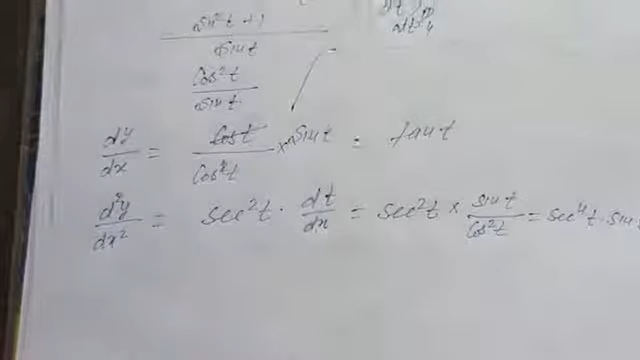 sin²t + 1
sin t
cos²t
sin t
dy/dx = cos t/cos²t × sin t = tan t
d²y/dx² = sec²t · dt/dx = sec²t × sin t/cos²t = sec⁴t · sin t